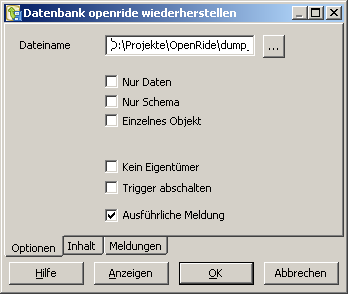 Datenbank openride wiederherstellen
Dateiname D:\Projekte\OpenRide\dump_ ...
Nur Daten
Nur Schema
Einzelnes Objekt
Kein Eigentümer
Trigger abschalten
Ausführliche Meldung
Optionen Inhalt Meldungen
Hilfe Anzeigen OK Abbrechen